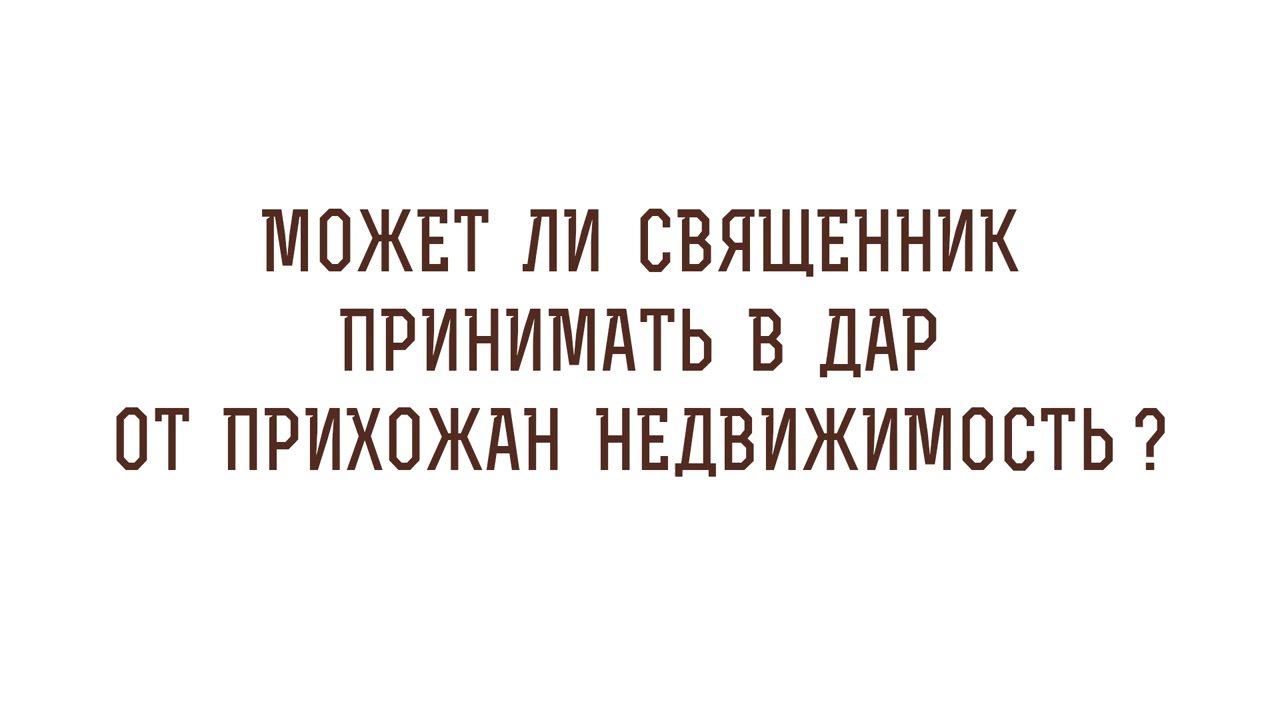 МОЖЕТ ЛИ СВЯЩЕННИК
ПРИНИМАТЬ В ДАР
ОТ ПРИХОЖАН НЕДВИЖИМОСТЬ ?